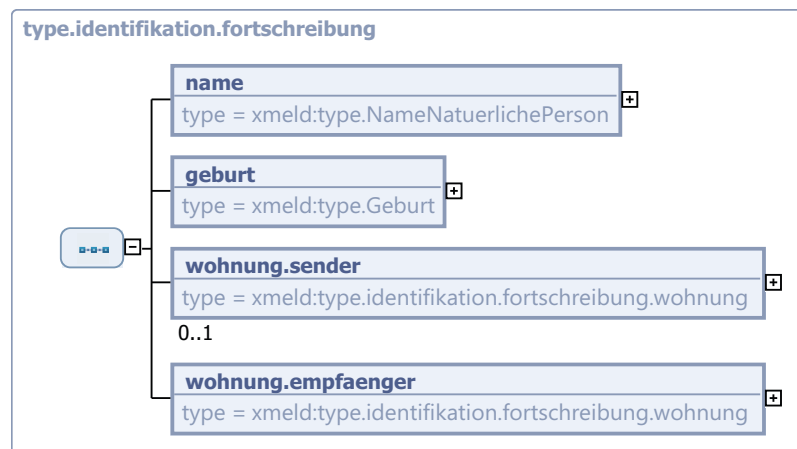 type.identifikation.fortschreibung
name
type = xmeld:type.NameNatuerlichePerson
geburt
type = xmeld:type.Geburt
wohnung.sender
type = xmeld:type.identifikation.fortschreibung.wohnung
0..1
wohnung.empfaenger
type = xmeld:type.identifikation.fortschreibung.wohnung